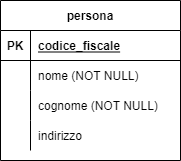 persona
PK codice_fiscale
nome (NOT NULL)
cognome (NOT NULL)
indirizzo